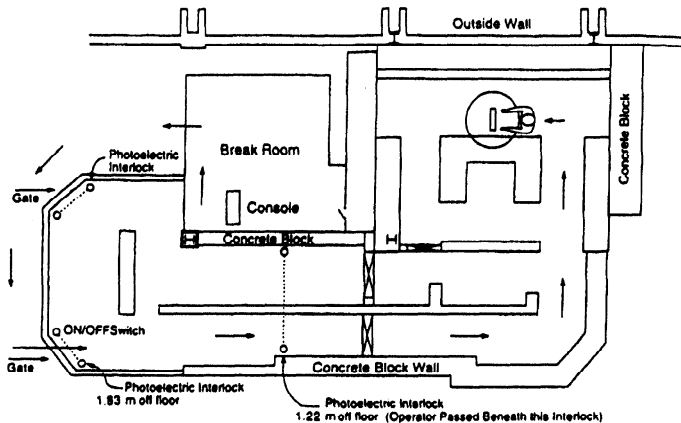 Outside Wall
Concrete Block
Photoelectric
Interlock
Break Room
Gate
Console
Concrete Block
ON/OFFSwitch
Gate
Concrete Block Wall
Photoelectric Interlock
1.83 m off floor
Photoelectric Interlock
1.22 m off floor (Operator Passed Beneath this Interlock)